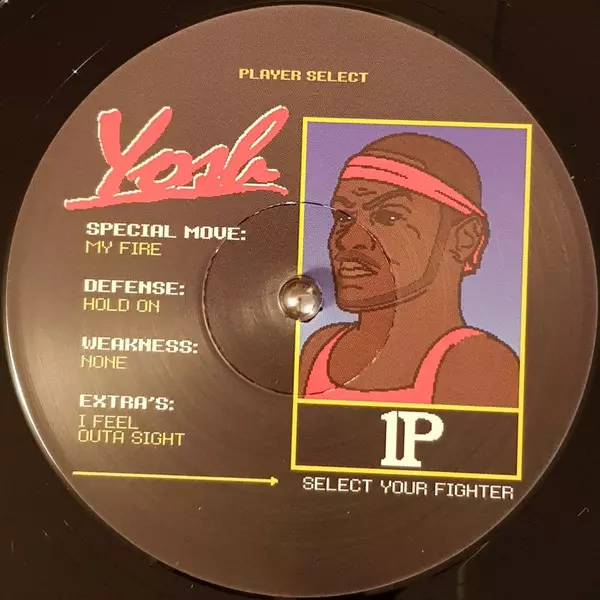 PLAYER SELECT
Yosh
SPECIAL MOVE:
MY FIRE
DEFENSE:
HOLD ON
WEAKNESS:
NONE
EXTRA'S:
I FEEL
OUTA SIGHT
1P
SELECT YOUR FIGHTER